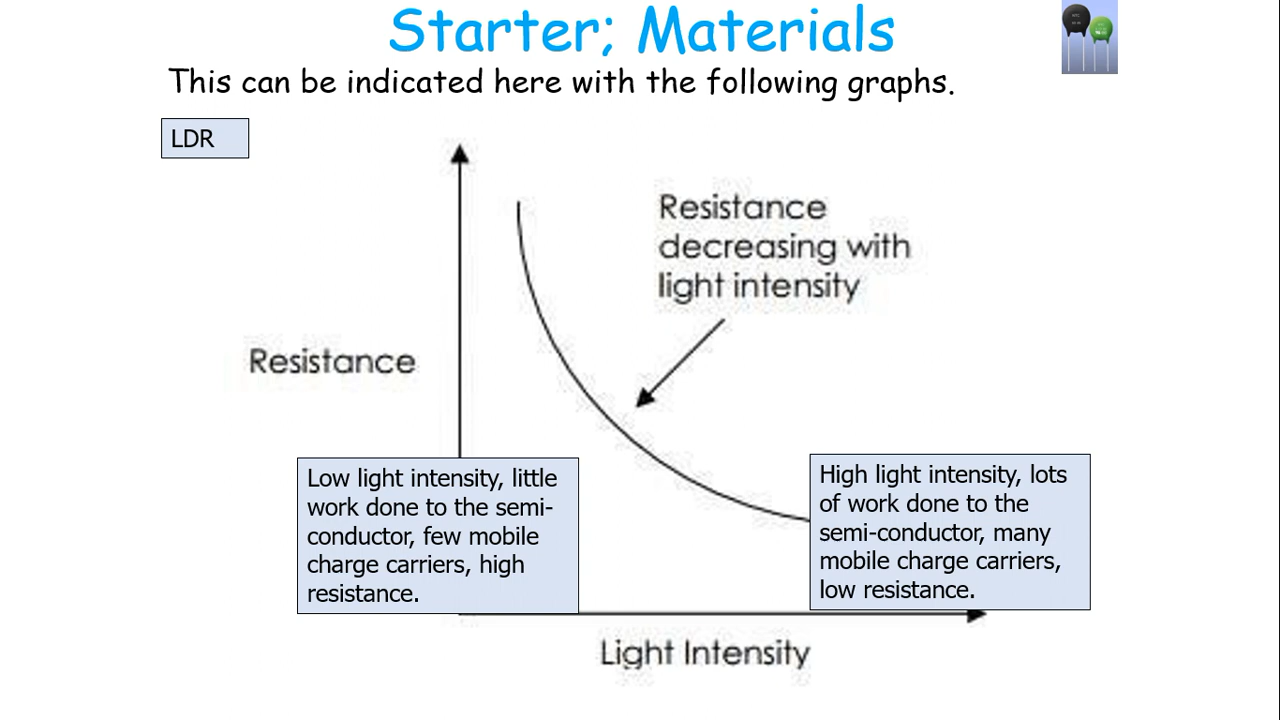 Starter; Materials
This can be indicated here with the following graphs.
LDR
Resistance
decreasing with
light intensity
Resistance
Low light intensity, little
work done to the semi-
conductor, few mobile
charge carriers, high
resistance.
High light intensity, lots
of work done to the
semi-conductor, many
mobile charge carriers,
low resistance.
Light Intensity